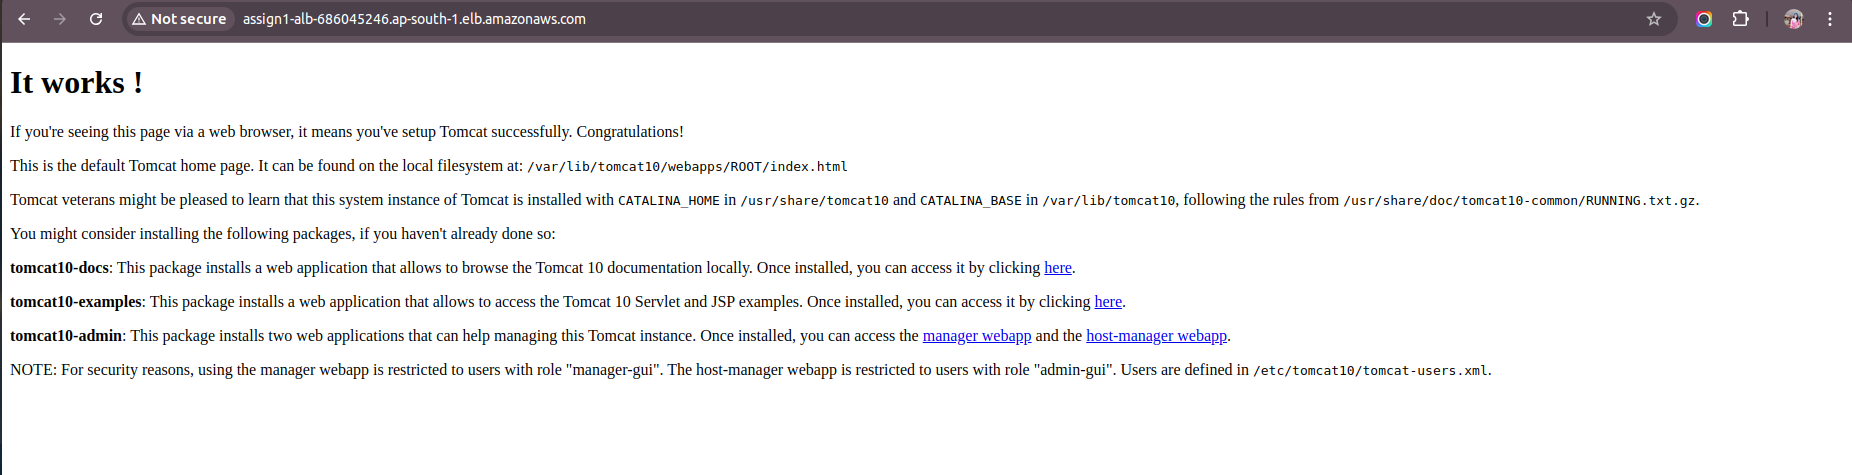 Not secure assign1-alb-686045246.ap-south-1.elb.amazonaws.com
It works !
If you're seeing this page via a web browser, it means you've setup Tomcat successfully. Congratulations!
This is the default Tomcat home page. It can be found on the local filesystem at: /var/lib/tomcat10/webapps/ROOT/index.html
Tomcat veterans might be pleased to learn that this system instance of Tomcat is installed with CATALINA_HOME in /usr/share/tomcat10 and CATALINA_BASE in /var/lib/tomcat10, following the rules from /usr/share/doc/tomcat10-common/RUNNING.txt.gz.
You might consider installing the following packages, if you haven't already done so:
tomcat10-docs: This package installs a web application that allows to browse the Tomcat 10 documentation locally. Once installed, you can access it by clicking here.
tomcat10-examples: This package installs a web application that allows to access the Tomcat 10 Servlet and JSP examples. Once installed, you can access it by clicking here.
tomcat10-admin: This package installs two web applications that can help managing this Tomcat instance. Once installed, you can access the manager webapp and the host-manager webapp.
NOTE: For security reasons, using the manager webapp is restricted to users with role "manager-gui". The host-manager webapp is restricted to users with role "admin-gui". Users are defined in /etc/tomcat10/tomcat-users.xml.